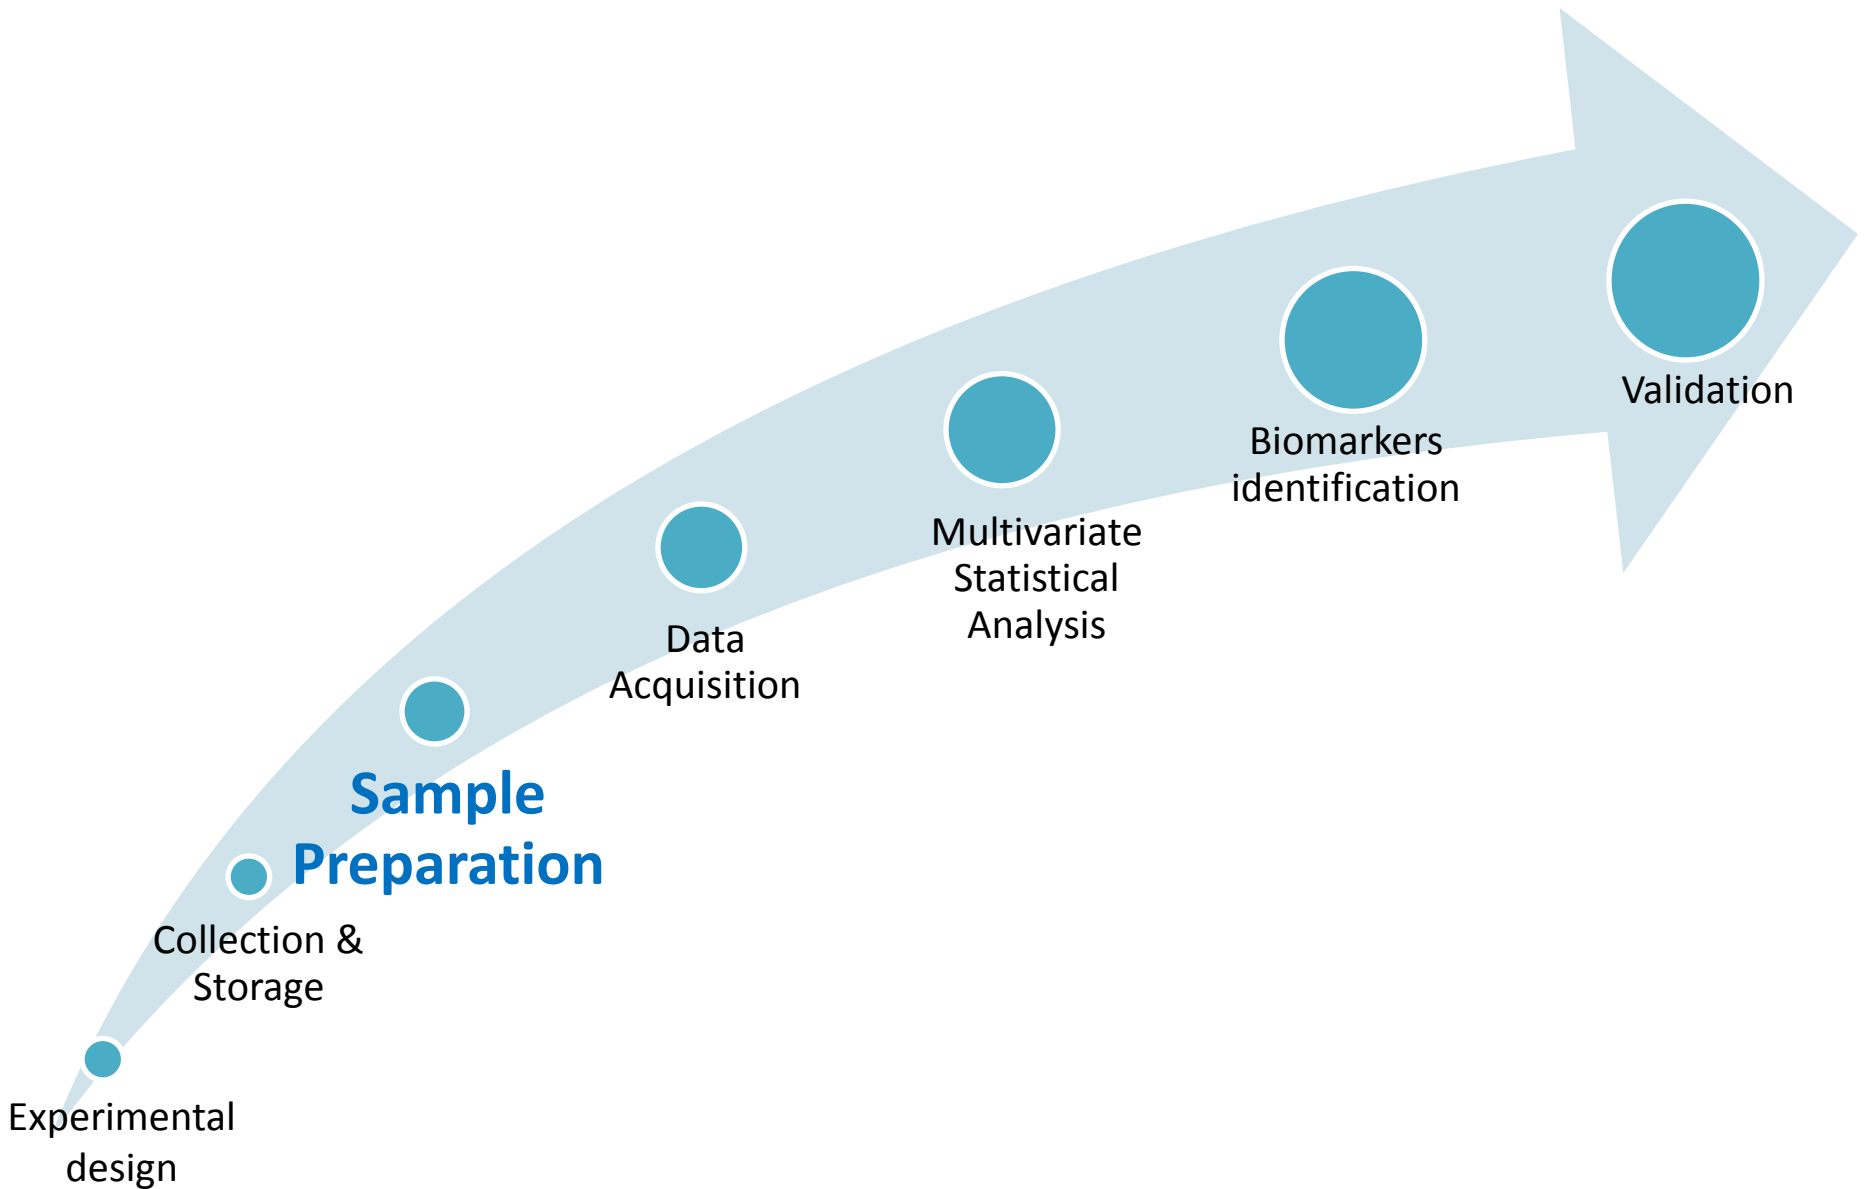 Experimental
design
Collection &
Storage
Sample
Preparation
Data
Acquisition
Multivariate
Statistical
Analysis
Biomarkers
identification
Validation